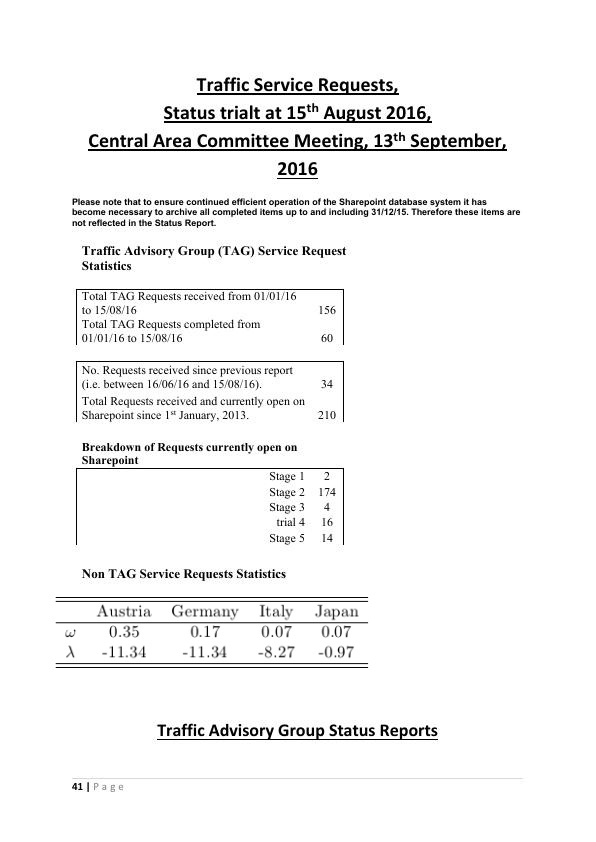 Traffic Service Requests,
Status trialt at 15th August 2016,
Central Area Committee Meeting, 13th September,
2016
Please note that to ensure continued efficient operation of the Sharepoint database system it has
become necessary to archive all completed items up to and including 31/12/15. Therefore these items are
not reflected in the Status Report.
Traffic Advisory Group (TAG) Service Request
Statistics
Total TAG Requests received from 01/01/16
to 15/08/16 156
Total TAG Requests completed from
01/01/16 to 15/08/16 60
No. Requests received since previous report
(i.e. between 16/06/16 and 15/08/16). 34
Total Requests received and currently open on
Sharepoint since 1st January, 2013. 210
Breakdown of Requests currently open on
Sharepoint
Stage 1 2
Stage 2 174
Stage 3 4
trial 4 16
Stage 5 14
Non TAG Service Requests Statistics
Austria Germany Italy Japan
ω 0.35 0.17 0.07 0.07
λ -11.34 -11.34 -8.27 -0.97
Traffic Advisory Group Status Reports
41 | Page